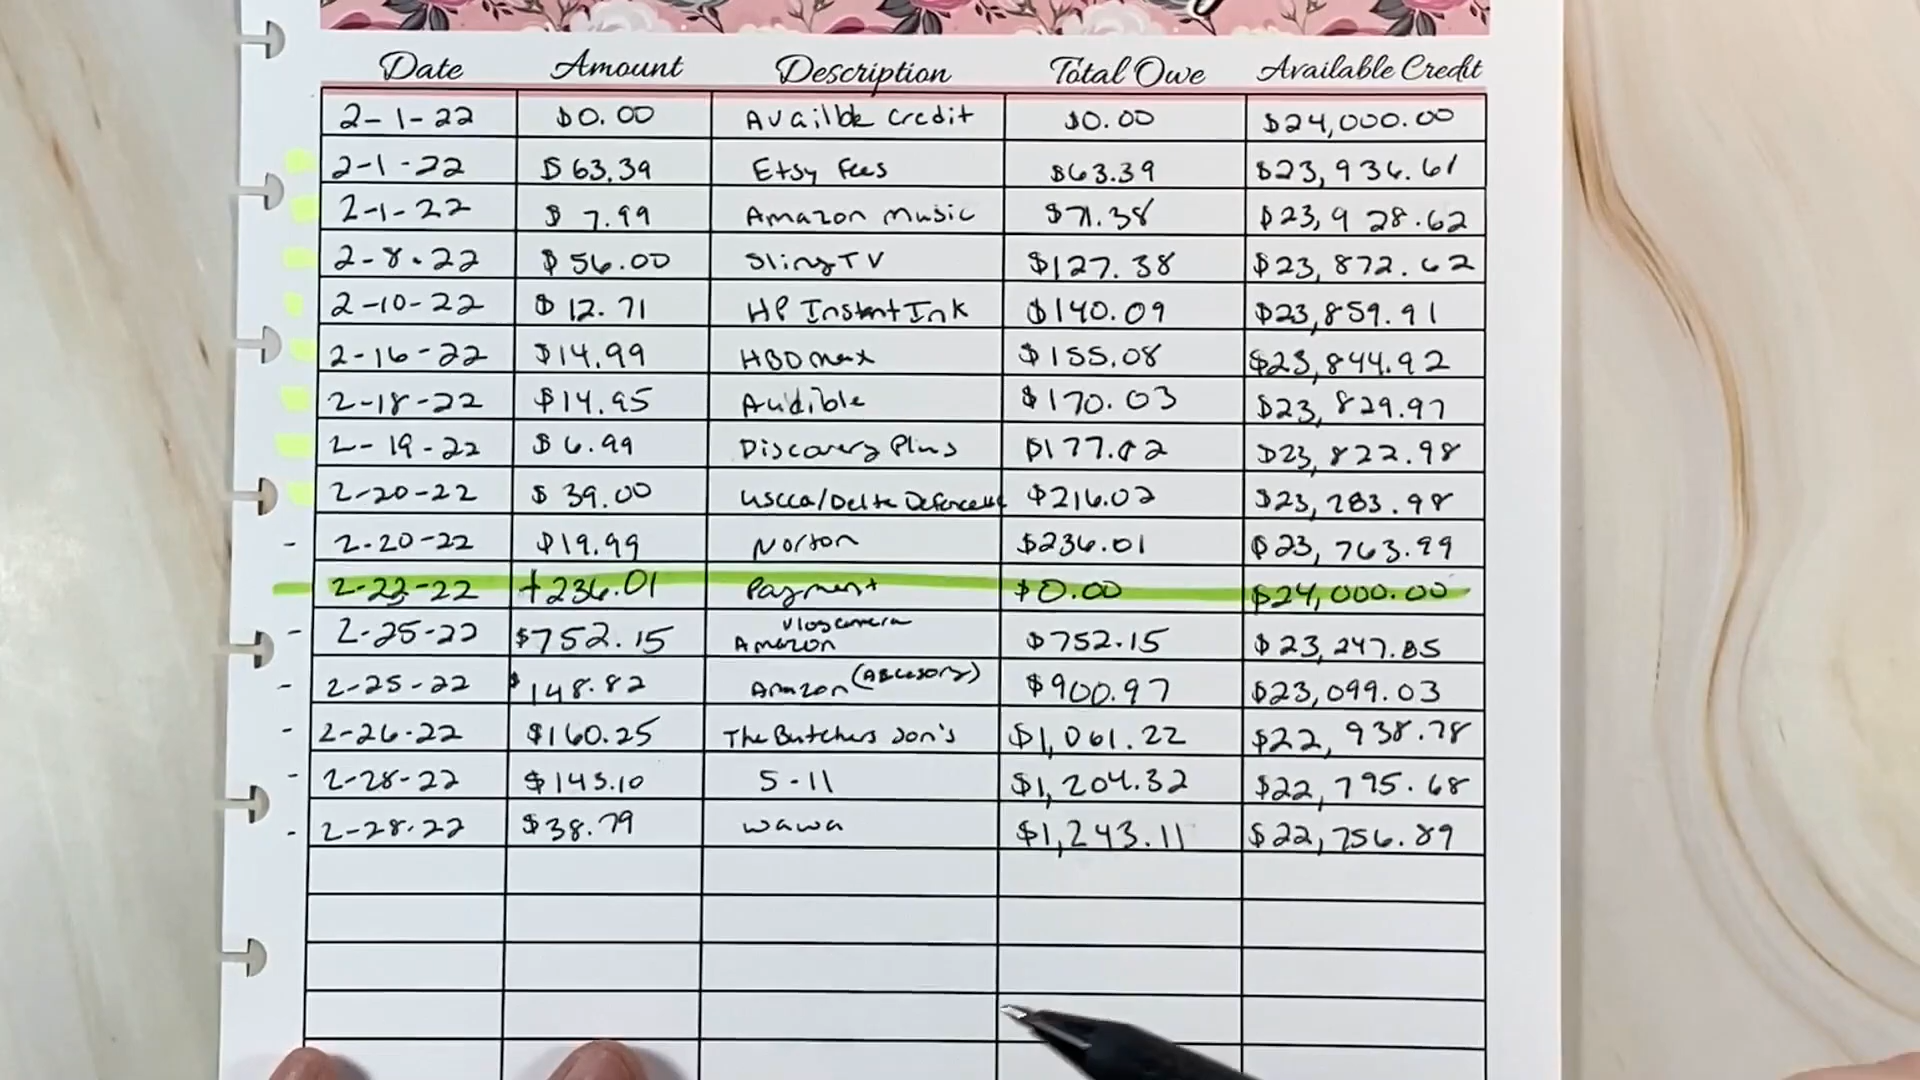 Date Amount Description Total Owe Available Credit
2-1-22 $0.00 Availble Credit $0.00 $24,000.00
2-1-22 $63.39 Etsy Fees $63.39 $23,936.61
2-1-22 $7.99 Amazon Music $71.38 $23,928.62
2-8-22 $56.00 Sling TV $127.38 $23,872.62
2-10-22 $12.71 HP Instant Ink $140.09 $23,859.91
2-16-22 $14.99 HBO max $155.08 $23,844.92
2-18-22 $14.95 Audible $170.03 $23,829.97
2-19-22 $6.99 Discovery Plus $177.02 $23,822.98
2-20-22 $39.00 USCCA/Delta $216.02 $23,783.98
- 2-20-22 $19.99 Norton $236.01 $23,763.99
2-22-22 +236.01 Payment $0.00 $24,000.00
Vlog camera
- 2-25-22 $752.15 Amazon $752.15 $23,247.85
- 2-25-22 $148.82 Amazon (Accesory) $900.97 $23,099.03
- 2-26-22 $160.25 The Butchers Son's $1,061.22 $22,938.78
- 2-28-22 $143.10 5-11 $1,204.32 $22,795.68
- 2-28-22 $38.79 wawa $1,243.11 $22,756.89